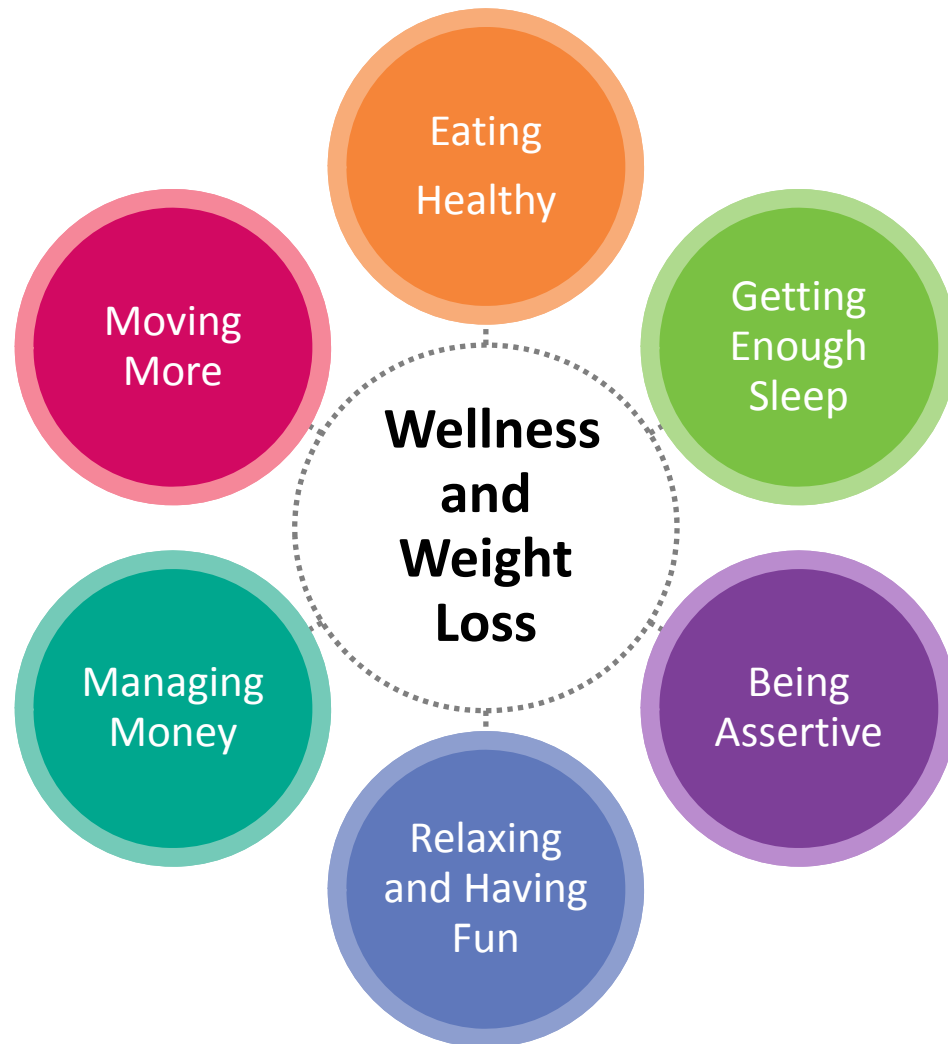 Eating
Healthy
Getting
Enough
Sleep
Being
Assertive
Relaxing
and Having
Fun
Managing
Money
Moving
More
Wellness
and
Weight
Loss